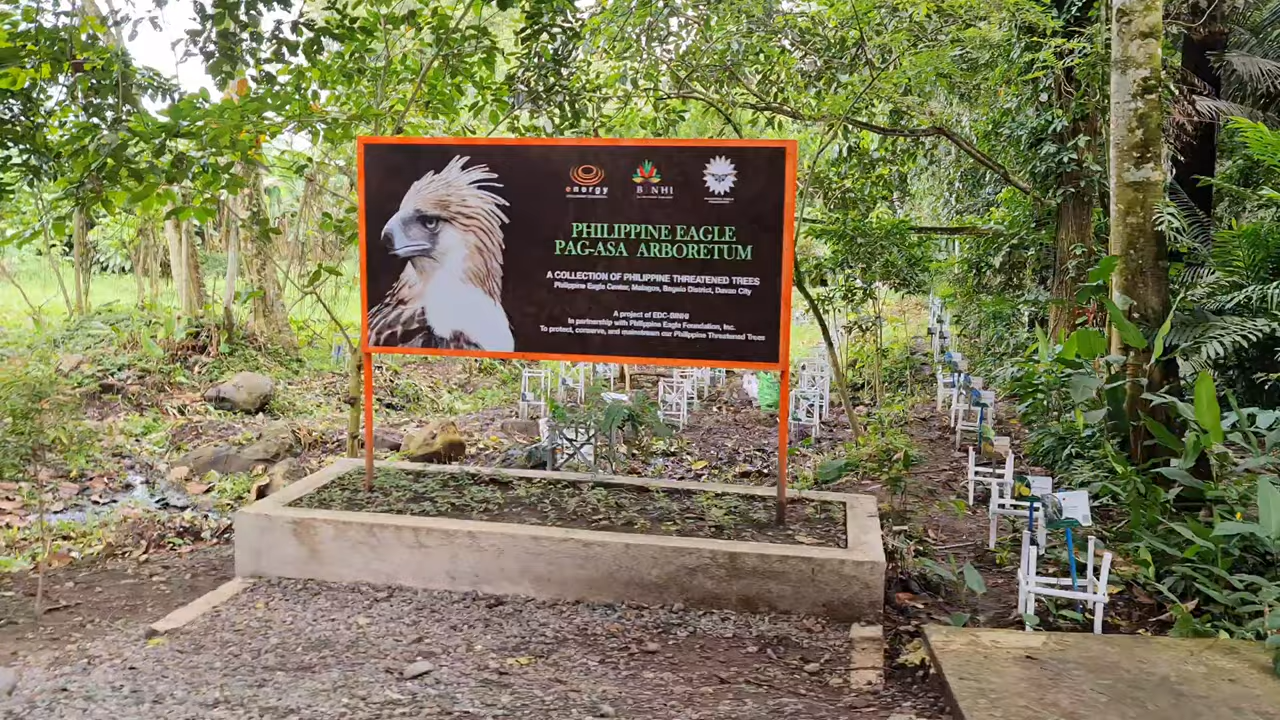 energy
BINHI
PHILIPPINE EAGLE
PAG-ASA ARBORETUM
A COLLECTION OF PHILIPPINE THREATENED TREES
Philippine Eagle Center, Malagos, Baguio District, Davao City
A project of EDC-BINHI
In partnership with Philippine Eagle Foundation, Inc.
To protect, conserve, and mainstream our Philippine Threatened Trees